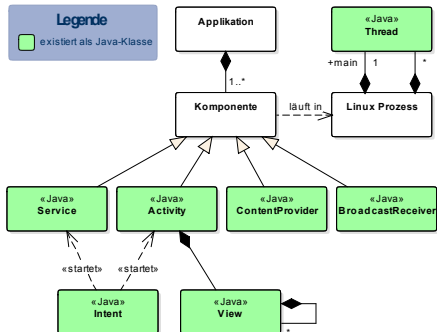 Legende
existiert als Java-Klasse
Applikation
«Java»
Thread
+main 1 *
1..*
Komponente
läuft in
Linux Prozess
«Java»
Service
«Java»
Activity
«Java»
ContentProvider
«Java»
BroadcastReceiver
«startet» «startet»
«Java»
Intent
«Java»
View
*